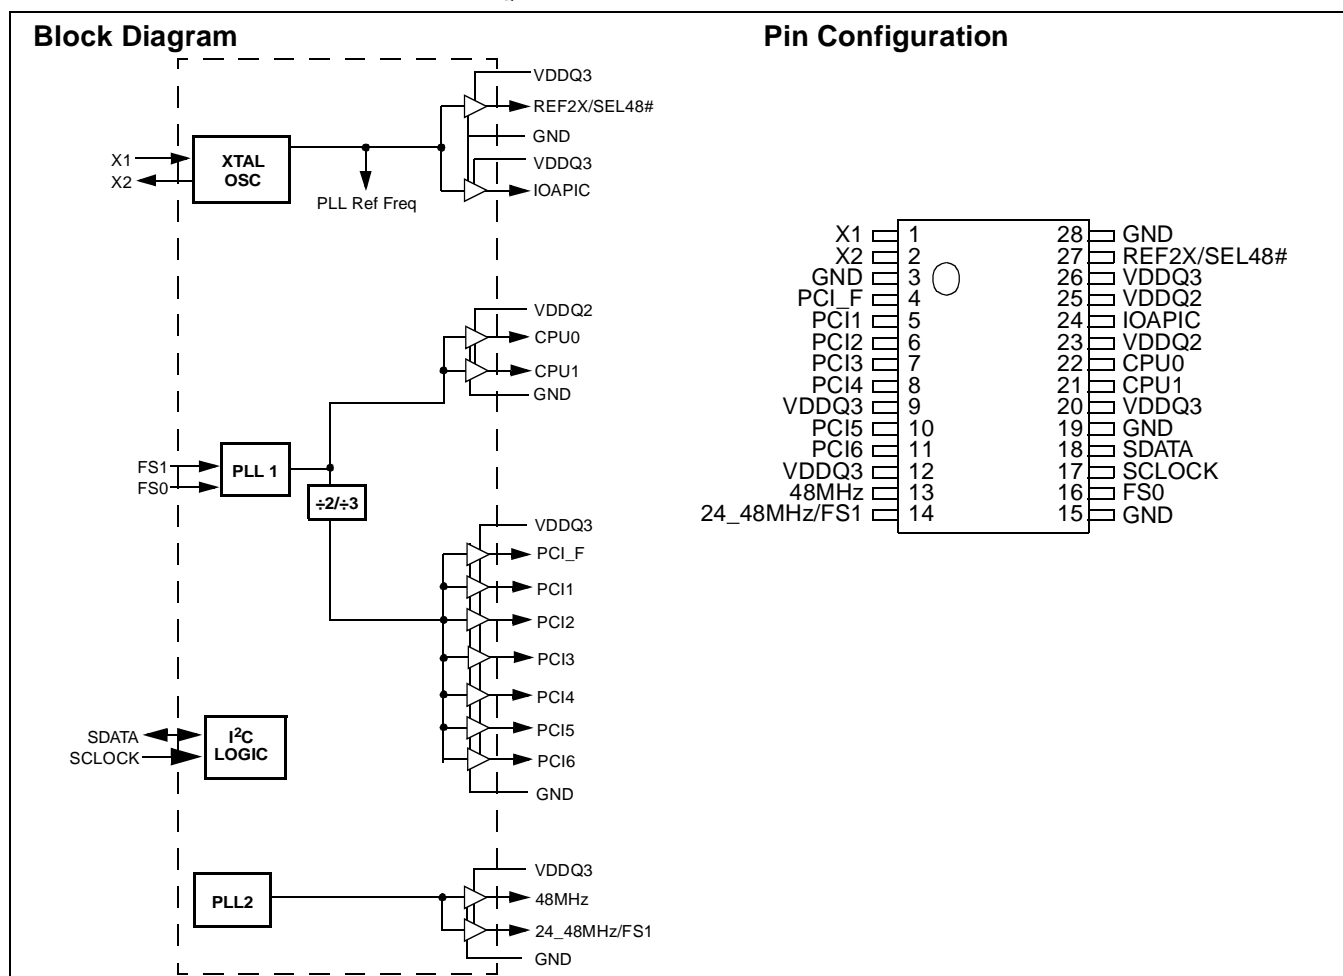 Block Diagram
VDDQ3
REF2X/SEL48#
GND
X1
X2
XTAL
OSC
VDDQ3
IOAPIC
PLL Ref Freq
VDDQ2
CPU0
CPU1
GND
FS1
FS0
PLL 1
÷2/÷3
VDDQ3
PCI_F
PCI1
PCI2
PCI3
PCI4
PCI5
PCI6
GND
SDATA
SCLOCK
I²C
LOGIC
VDDQ3
PLL2
48MHz
24_48MHz/FS1
GND
Pin Configuration
X1 1 28 GND
X2 2 27 REF2X/SEL48#
GND 3 26 VDDQ3
PCI_F 4 25 VDDQ2
PCI1 5 24 IOAPIC
PCI2 6 23 VDDQ2
PCI3 7 22 CPU0
PCI4 8 21 CPU1
VDDQ3 9 20 VDDQ3
PCI5 10 19 GND
PCI6 11 18 SDATA
VDDQ3 12 17 SCLOCK
48MHz 13 16 FS0
24_48MHz/FS1 14 15 GND